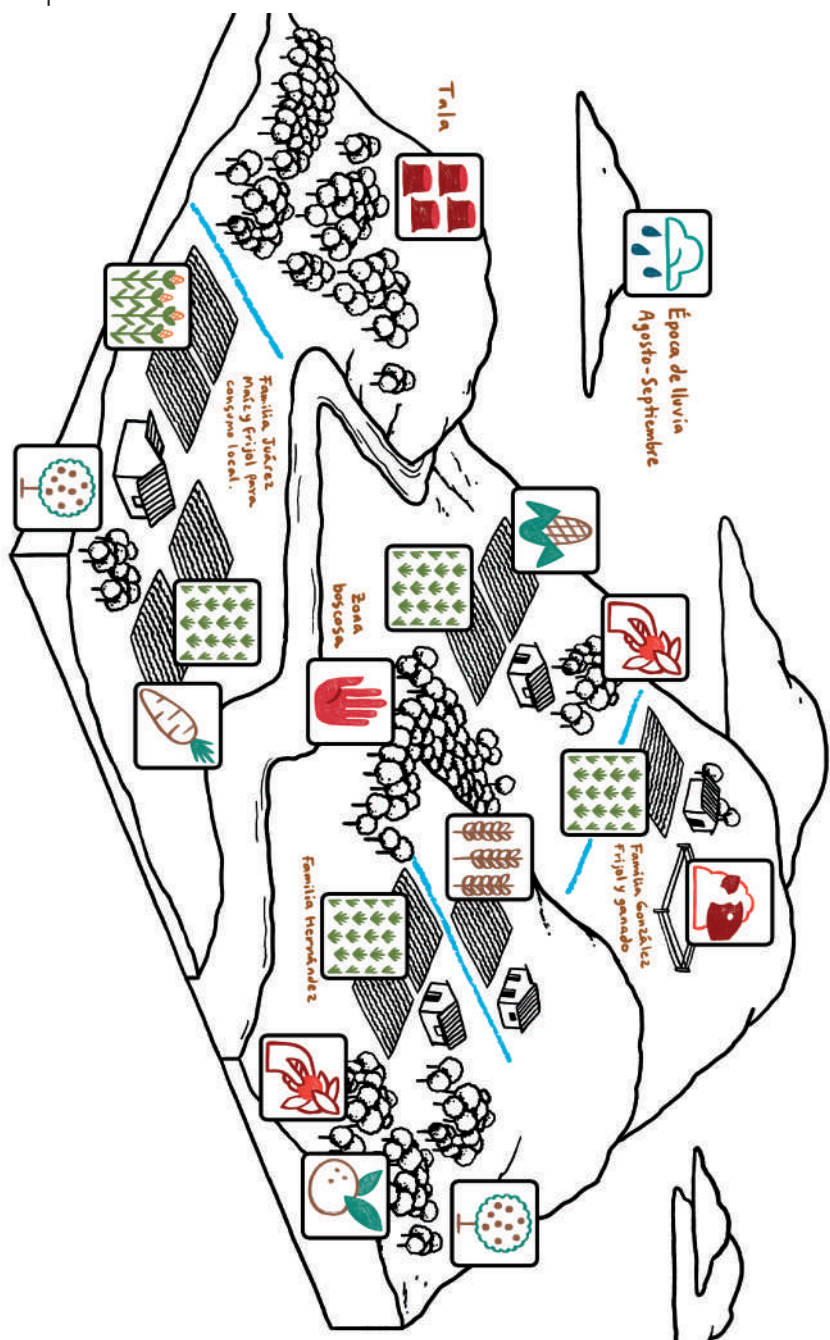 Época de lluvia
Agosto-Septiembre
Tala
Familia Juárez
Maíz y frijol para
consumo local.
Zona
boscosa
Familia González
frijol y ganado
Familia Hernández